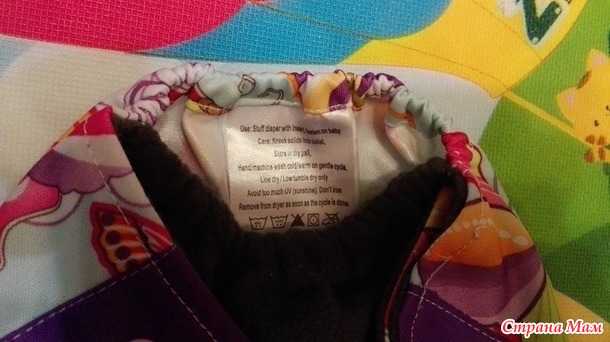 Use: Stuff diaper with insert, fasten on baby
Care: Knock solids into toilet,
Store in dry pail,
Hand/machine wash cold/warm on gentle cycle.
Line dry / Low tumble dry only
Avoid too much UV (sunshine), Don't iron
Remove from dryer as soon as the cycle is done.
Страна Мам